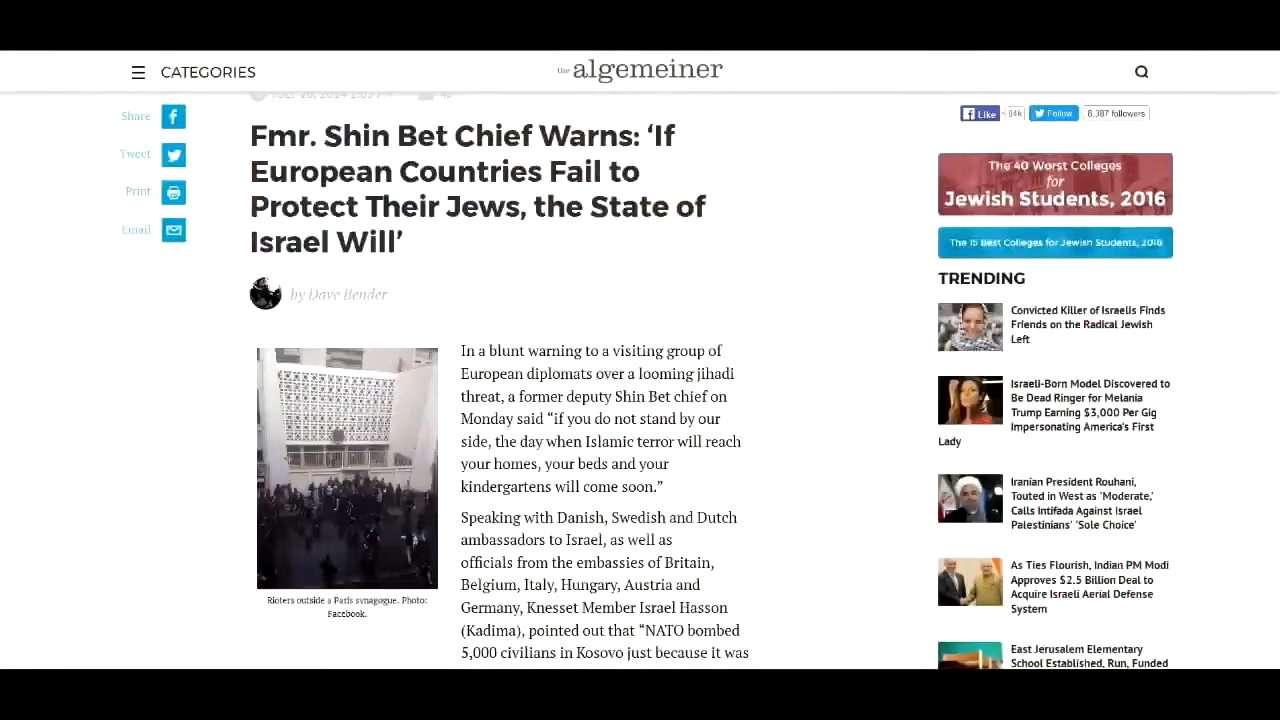 CATEGORIES
the algemeiner
Share
Tweet
Print
Email
Fmr. Shin Bet Chief Warns: ‘If
European Countries Fail to
Protect Their Jews, the State of
Israel Will’
by Dave Bender
Rioters outside a Paris synagogue. Photo:
Facebook.
In a blunt warning to a visiting group of
European diplomats over a looming jihadi
threat, a former deputy Shin Bet chief on
Monday said “if you do not stand by our
side, the day when Islamic terror will reach
your homes, your beds and your
kindergartens will come soon.”
Speaking with Danish, Swedish and Dutch
ambassadors to Israel, as well as
officials from the embassies of Britain,
Belgium, Italy, Hungary, Austria and
Germany, Knesset Member Israel Hasson
(Kadima), pointed out that “NATO bombed
5,000 civilians in Kosovo just because it was
Like
84k
Follow
8,387 followers
The 40 Worst Colleges
for
Jewish Students, 2016
The 15 Best Colleges for Jewish Students, 2016
TRENDING
Convicted Killer of Israelis Finds
Friends on the Radical Jewish
Left
Israeli-Born Model Discovered to
Be Dead Ringer for Melania
Trump Earning $3,000 Per Gig
Impersonating America's First
Lady
Iranian President Rouhani,
Touted in West as 'Moderate,'
Calls Intifada Against Israel
Palestinians' 'Sole Choice'
As Ties Flourish, Indian PM Modi
Approves $2.5 Billion Deal to
Acquire Israeli Aerial Defense
System
East Jerusalem Elementary
School Established, Run, Funded